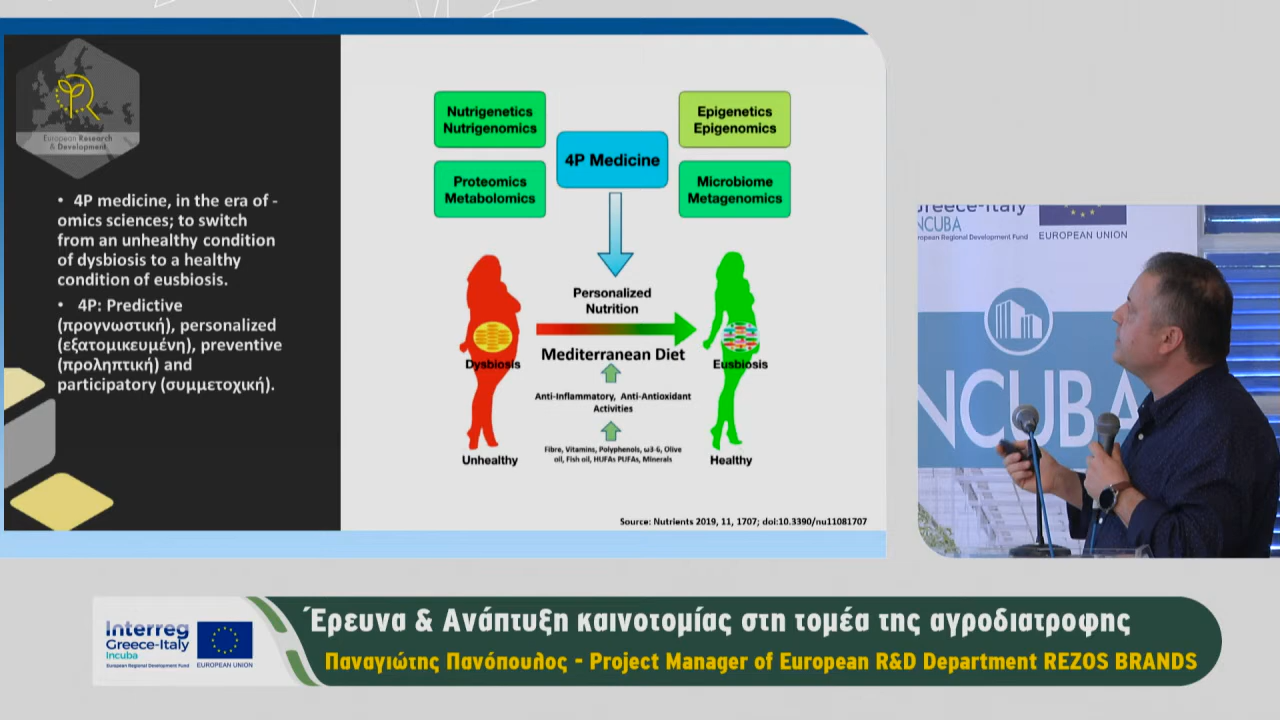 European Research
& Development
• 4P medicine, in the era of -
omics sciences; to switch
from an unhealthy condition
of dysbiosis to a healthy
condition of eusbiosis.
• 4P: Predictive
(προγνωστική), personalized
(εξατομικευμένη), preventive
(προληπτική) and
participatory (συμμετοχική).
Nutrigenetics
Nutrigenomics
Proteomics
Metabolomics
4P Medicine
Epigenetics
Epigenomics
Microbiome
Metagenomics
Personalized
Nutrition
Mediterranean Diet
Dysbiosis
Eusbiosis
Anti-Inflammatory, Anti-Antioxidant
Activities
Fibre, Vitamins, Polyphenols, ω3-6, Olive
oil, Fish oil, HUFAs PUFAs, Minerals
Unhealthy
Healthy
Source: Nutrients 2019, 11, 1707; doi:10.3390/nu11081707
Greece-Italy
INCUBA
European Regional Development Fund
EUROPEAN UNION
INCUBA
Interreg
Greece-Italy
Incuba
European Regional Development Fund
EUROPEAN UNION
Έρευνα & Ανάπτυξη καινοτομίας στη τομέα της αγροδιατροφης
Παναγιώτης Πανόπουλος - Project Manager of European R&D Department REZOS BRANDS